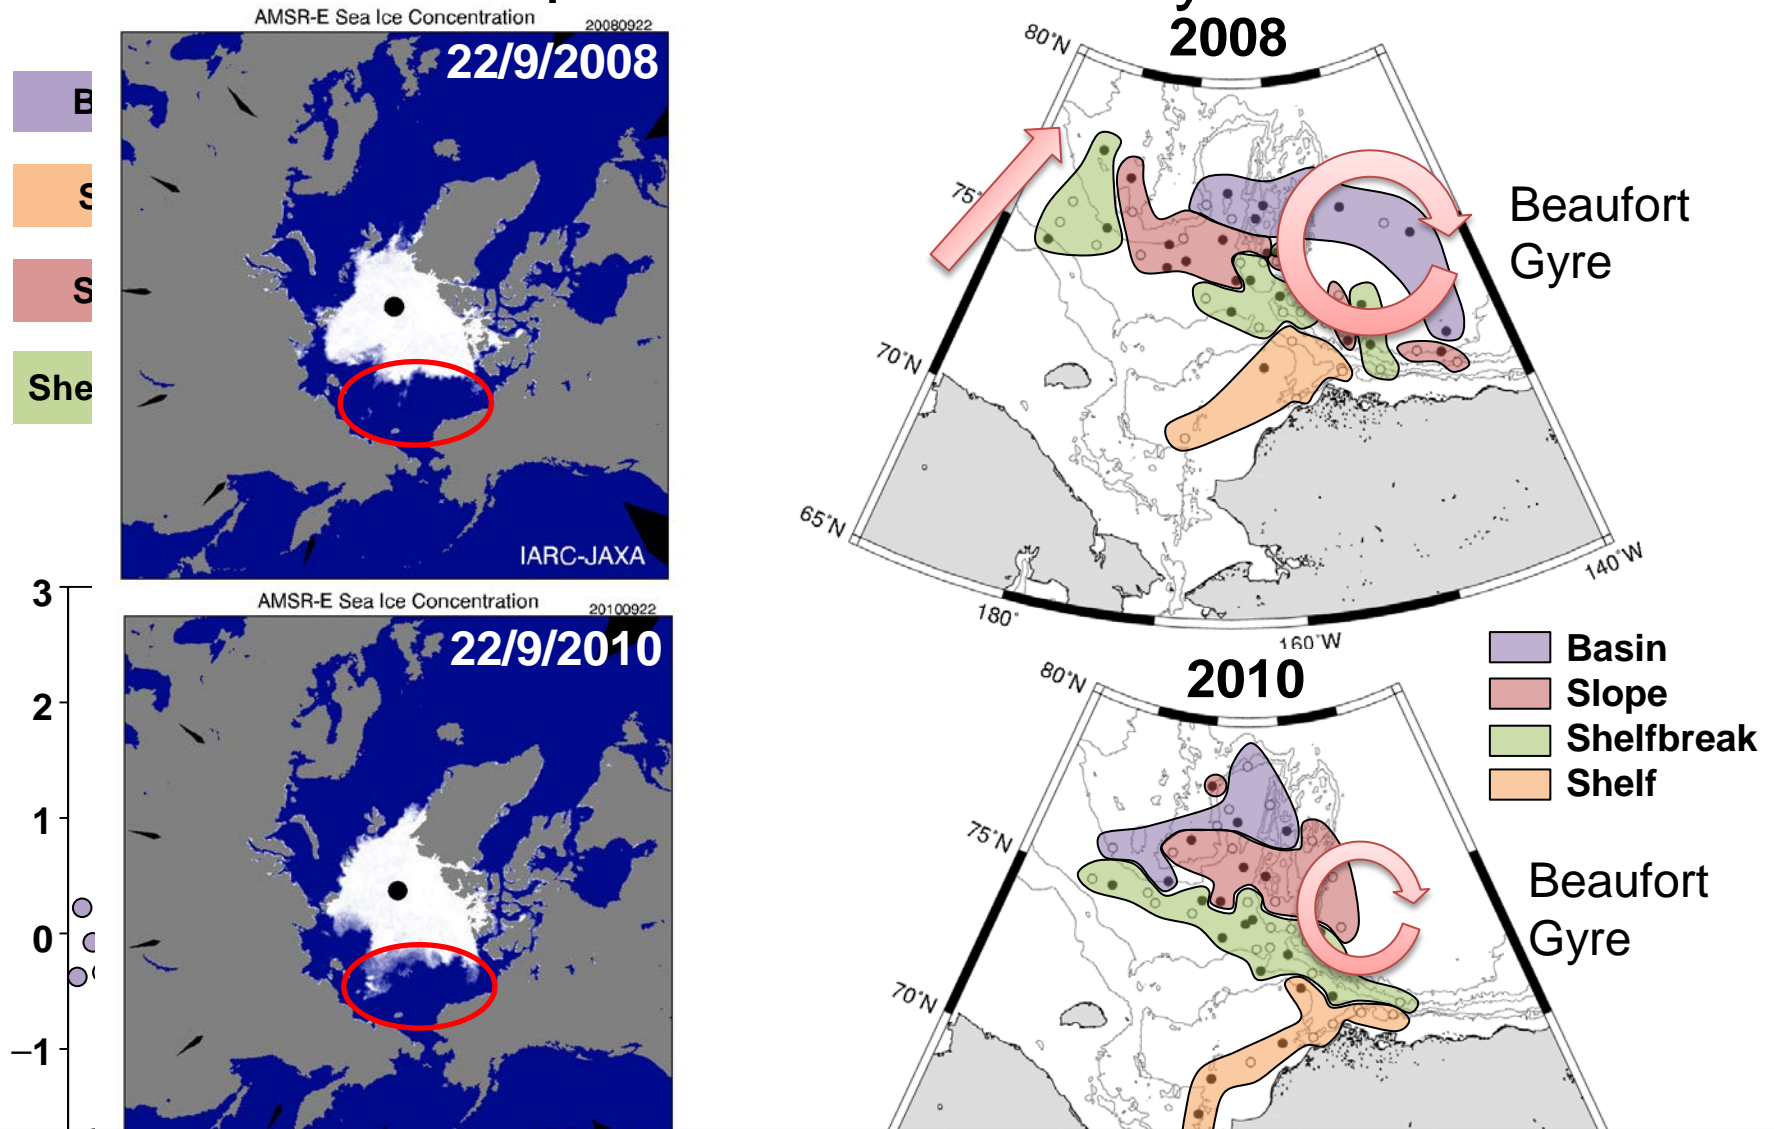 AMSR-E Sea Ice Concentration
20080922
22/9/2008
IARC-JAXA
B
S
S
She
3
2
1
0
–1
AMSR-E Sea Ice Concentration
20100922
22/9/2010
2008
80°N
75°
70°N
65°N
180°
160°W
140°W
Beaufort
Gyre
Basin
Slope
Shelfbreak
Shelf
2010
80°N
75°N
70°N
Beaufort
Gyre